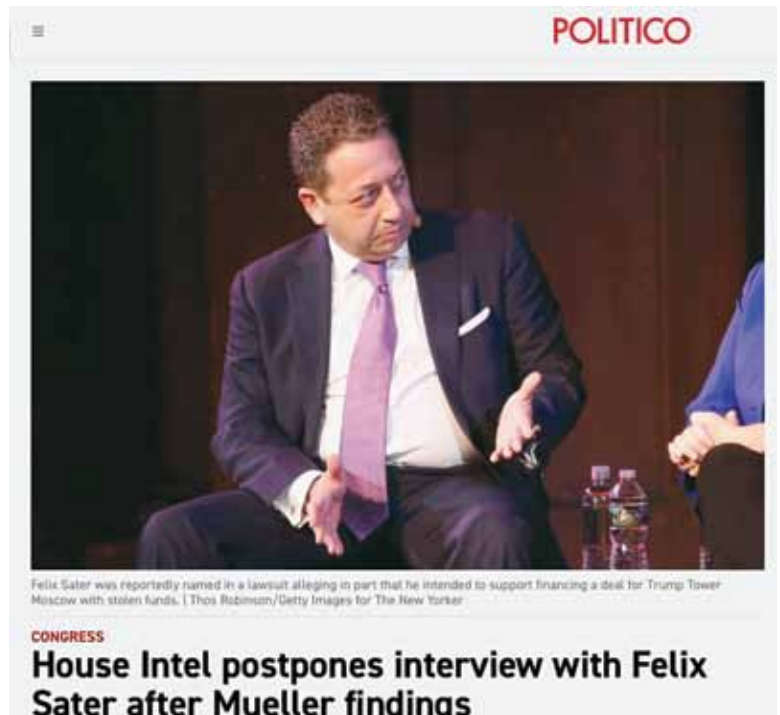 POLITICO
Felix Sater was reportedly named in a lawsuit alleging in part that he intended to support financing a deal for Trump Tower
Moscow with stolen funds. | Thos Robinson/Getty Images for The New Yorker
CONGRESS
House Intel postpones interview with Felix
Sater after Mueller findings